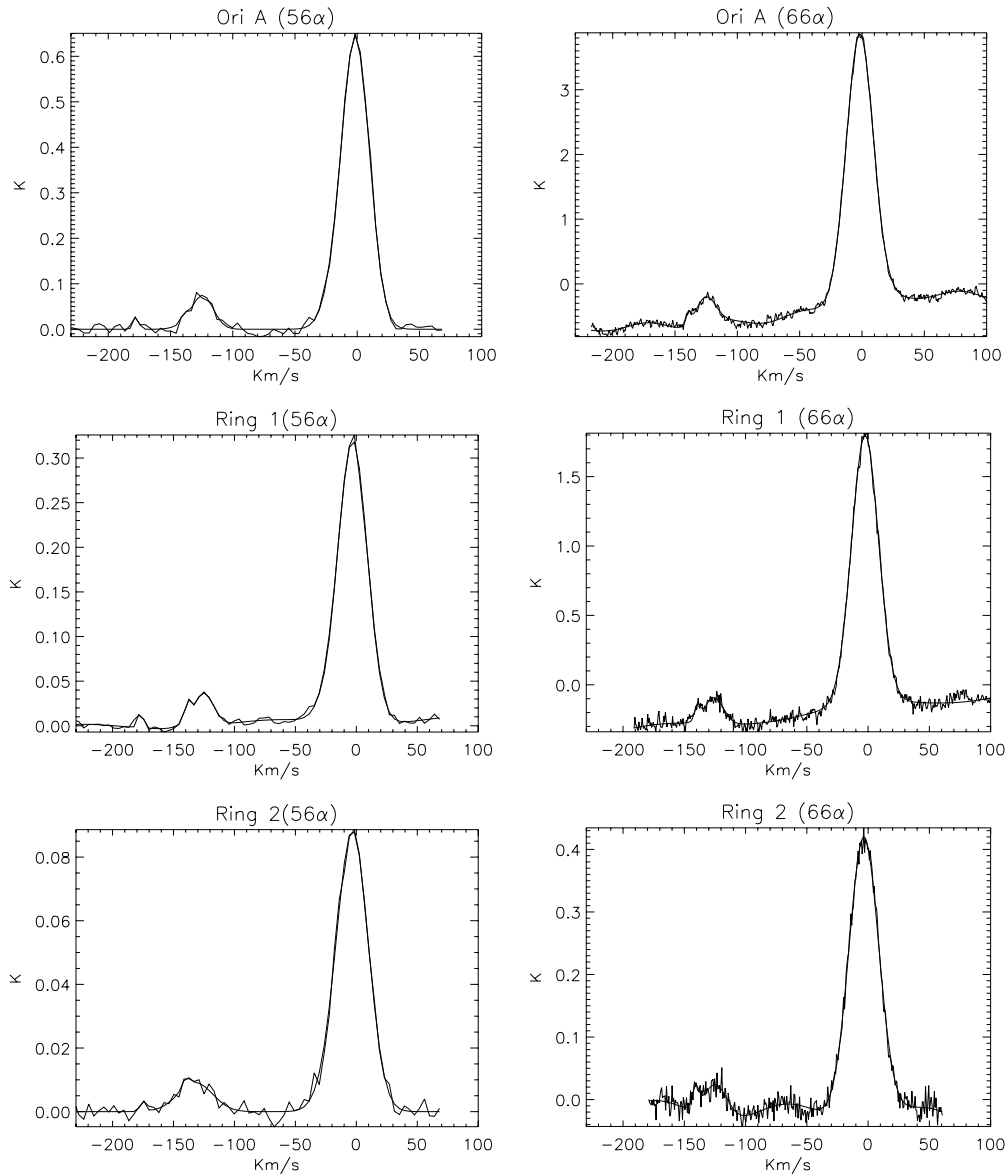 Ori A (56α)
0.6
0.5
0.4
0.3
0.2
0.1
0.0
K
−200 −150 −100 −50 0 50 100
Km/s
Ori A (66α)
3
2
1
0
K
−200 −150 −100 −50 0 50 100
Km/s
Ring 1(56α)
0.30
0.25
0.20
0.15
0.10
0.05
0.00
K
−200 −150 −100 −50 0 50 100
Km/s
Ring 1 (66α)
1.5
1.0
0.5
0.0
K
−200 −150 −100 −50 0 50 100
Km/s
Ring 2(56α)
0.08
0.06
0.04
0.02
0.00
K
−200 −150 −100 −50 0 50 100
Km/s
Ring 2 (66α)
0.4
0.3
0.2
0.1
0.0
K
−200 −150 −100 −50 0 50 100
Km/s